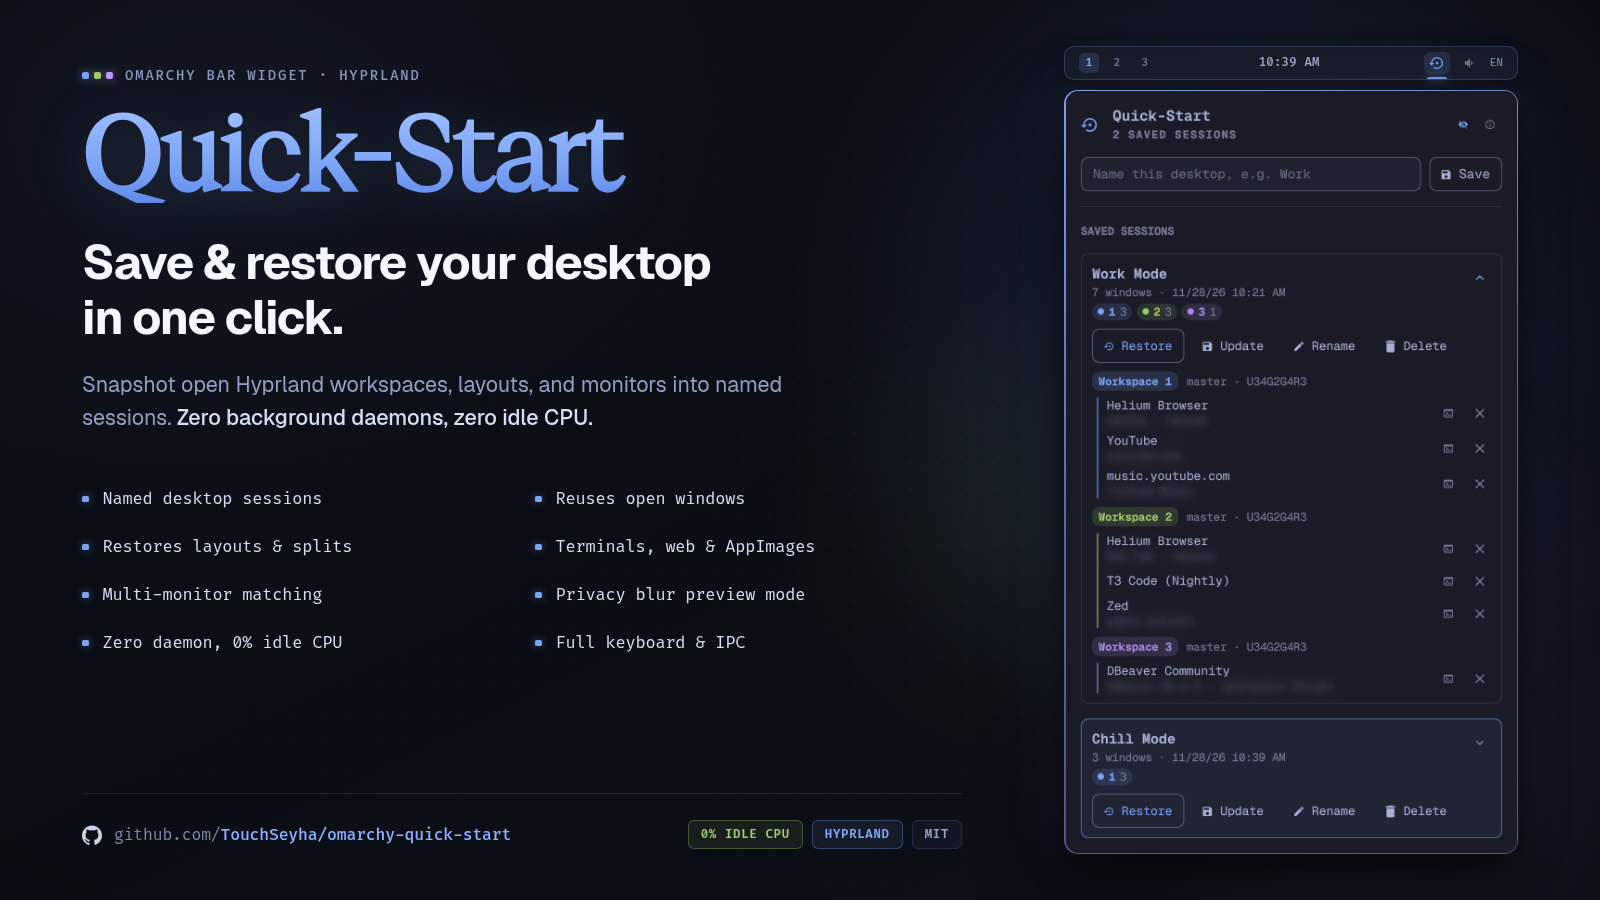 OMARCHY BAR WIDGET · HYPRLAND
Quick-Start
Save & restore your desktop
in one click.
Snapshot open Hyprland workspaces, layouts, and monitors into named
sessions. Zero background daemons, zero idle CPU.
Named desktop sessions
Reuses open windows
Restores layouts & splits
Terminals, web & AppImages
Multi-monitor matching
Privacy blur preview mode
Zero daemon, 0% idle CPU
Full keyboard & IPC
github.com/TouchSeyha/omarchy-quick-start
0% IDLE CPU
HYPRLAND
MIT
1 2 3 10:39 AM EN
Quick-Start
2 SAVED SESSIONS
Name this desktop, e.g. Work
Save
SAVED SESSIONS
Work Mode
7 windows · 11/28/26 10:21 AM
1 3 2 3 3 1
Restore Update Rename Delete
Workspace 1 master · U34G2G4R3
Helium Browser
YouTube
music.youtube.com
Workspace 2 master · U34G2G4R3
Helium Browser
T3 Code (Nightly)
Zed
Workspace 3 master · U34G2G4R3
DBeaver Community
Chill Mode
3 windows · 11/28/26 10:39 AM
1 3
Restore Update Rename Delete